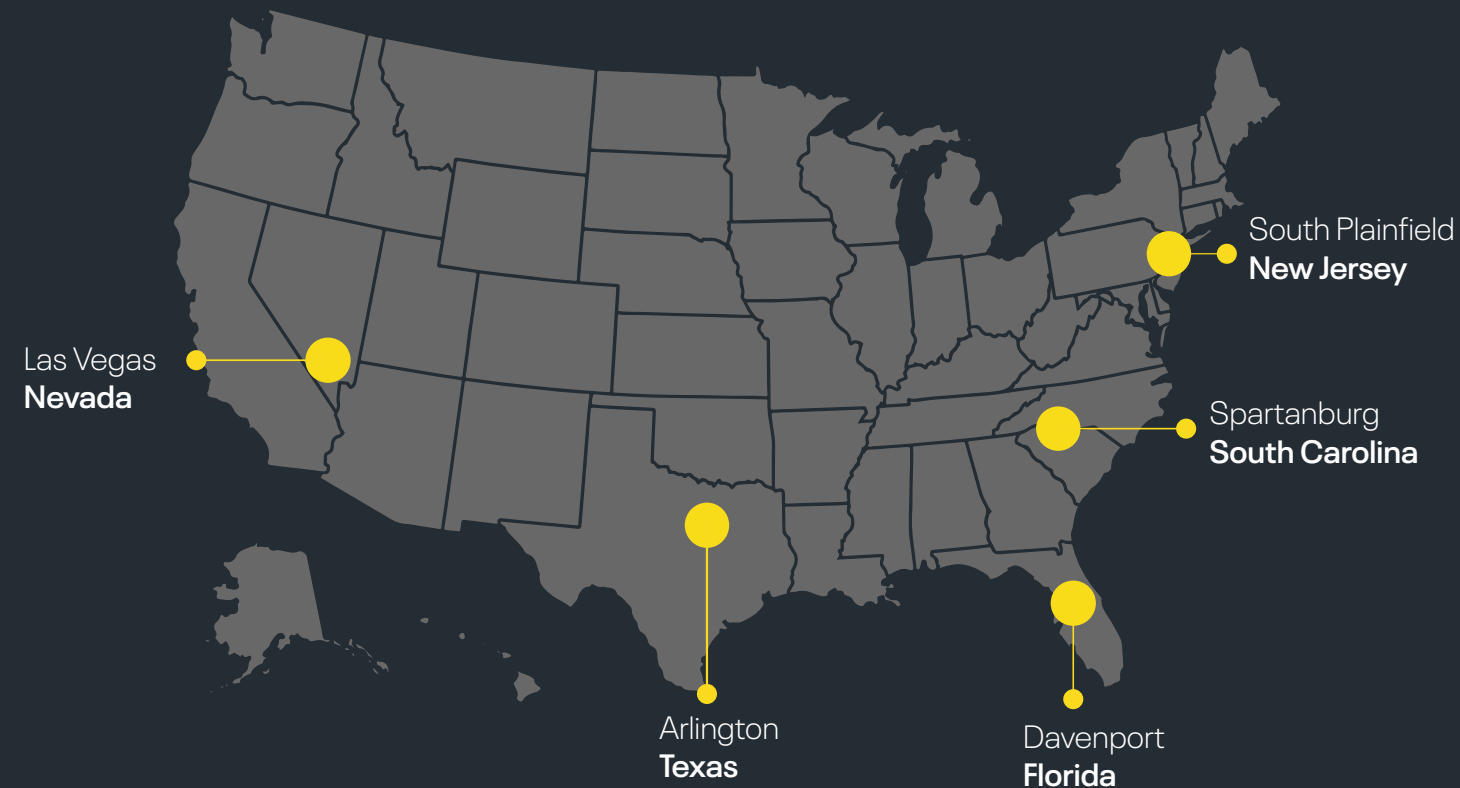 South Plainfield
New Jersey
Las Vegas
Nevada
Spartanburg
South Carolina
Arlington
Texas
Davenport
Florida